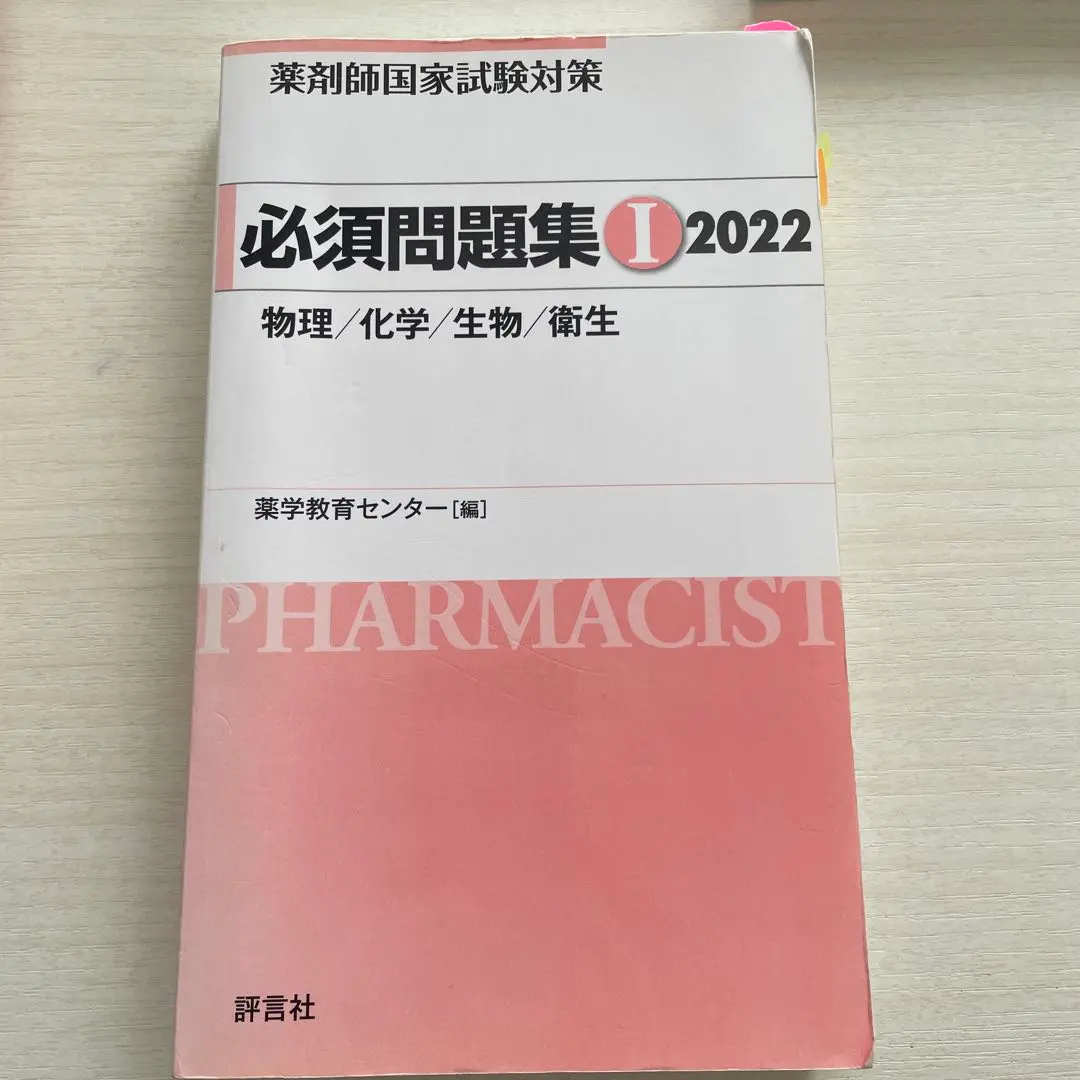 薬剤師国家試験対策
必須問題集 I 2022
物理/化学/生物/衛生
薬学教育センター[編]
PHARMACIST
評言社